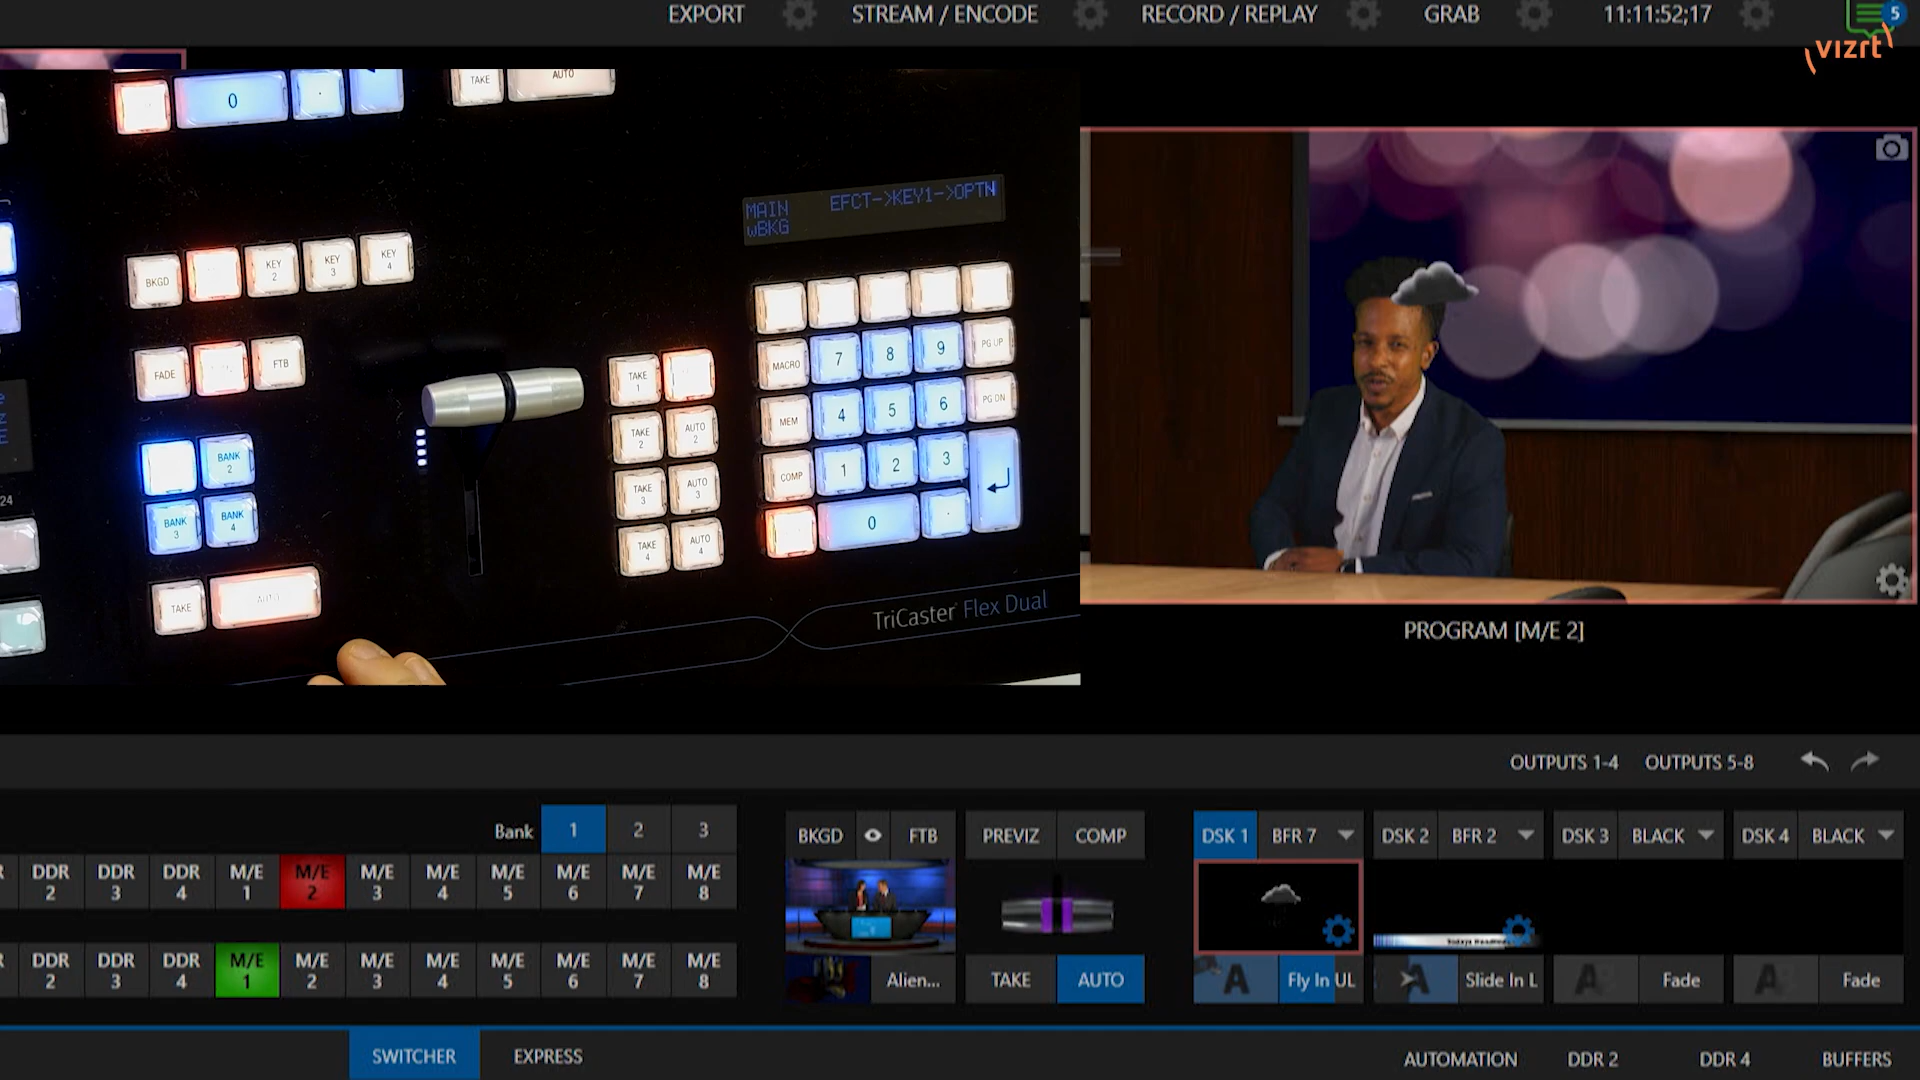 EXPORT
STREAM / ENCODE
RECORD / REPLAY
GRAB
11:11:52;17
5
vizrt
0
.
TAKE
AUTO
MAIN EFCT->KEY1->OPTN
wBKG
BKGD
KEY 2
KEY 3
KEY 4
FADE
FTB
BANK 2
BANK 3
BANK 4
TAKE
AUTO
TAKE 1
TAKE 2
AUTO 2
TAKE 3
AUTO 3
TAKE 4
AUTO 4
MACRO 7 8 9 PG UP
MEM 4 5 6 PG DN
COMP 1 2 3
0 .
24
TriCaster Flex Dual
PROGRAM [M/E 2]
OUTPUTS 1-4
OUTPUTS 5-8
Bank 1 2 3
R DDR 2 DDR 3 DDR 4 M/E 1 M/E 2 M/E 3 M/E 4 M/E 5 M/E 6 M/E 7 M/E 8
R DDR 2 DDR 3 DDR 4 M/E 1 M/E 2 M/E 3 M/E 4 M/E 5 M/E 6 M/E 7 M/E 8
BKGD FTB
PREVIZ COMP
DSK 1 BFR 7
DSK 2 BFR 2
DSK 3 BLACK
DSK 4 BLACK
Alien...
TAKE AUTO
A Fly In UL
A Slide In L
A Fade
A Fade
SWITCHER
EXPRESS
AUTOMATION
DDR 2
DDR 4
BUFFERS